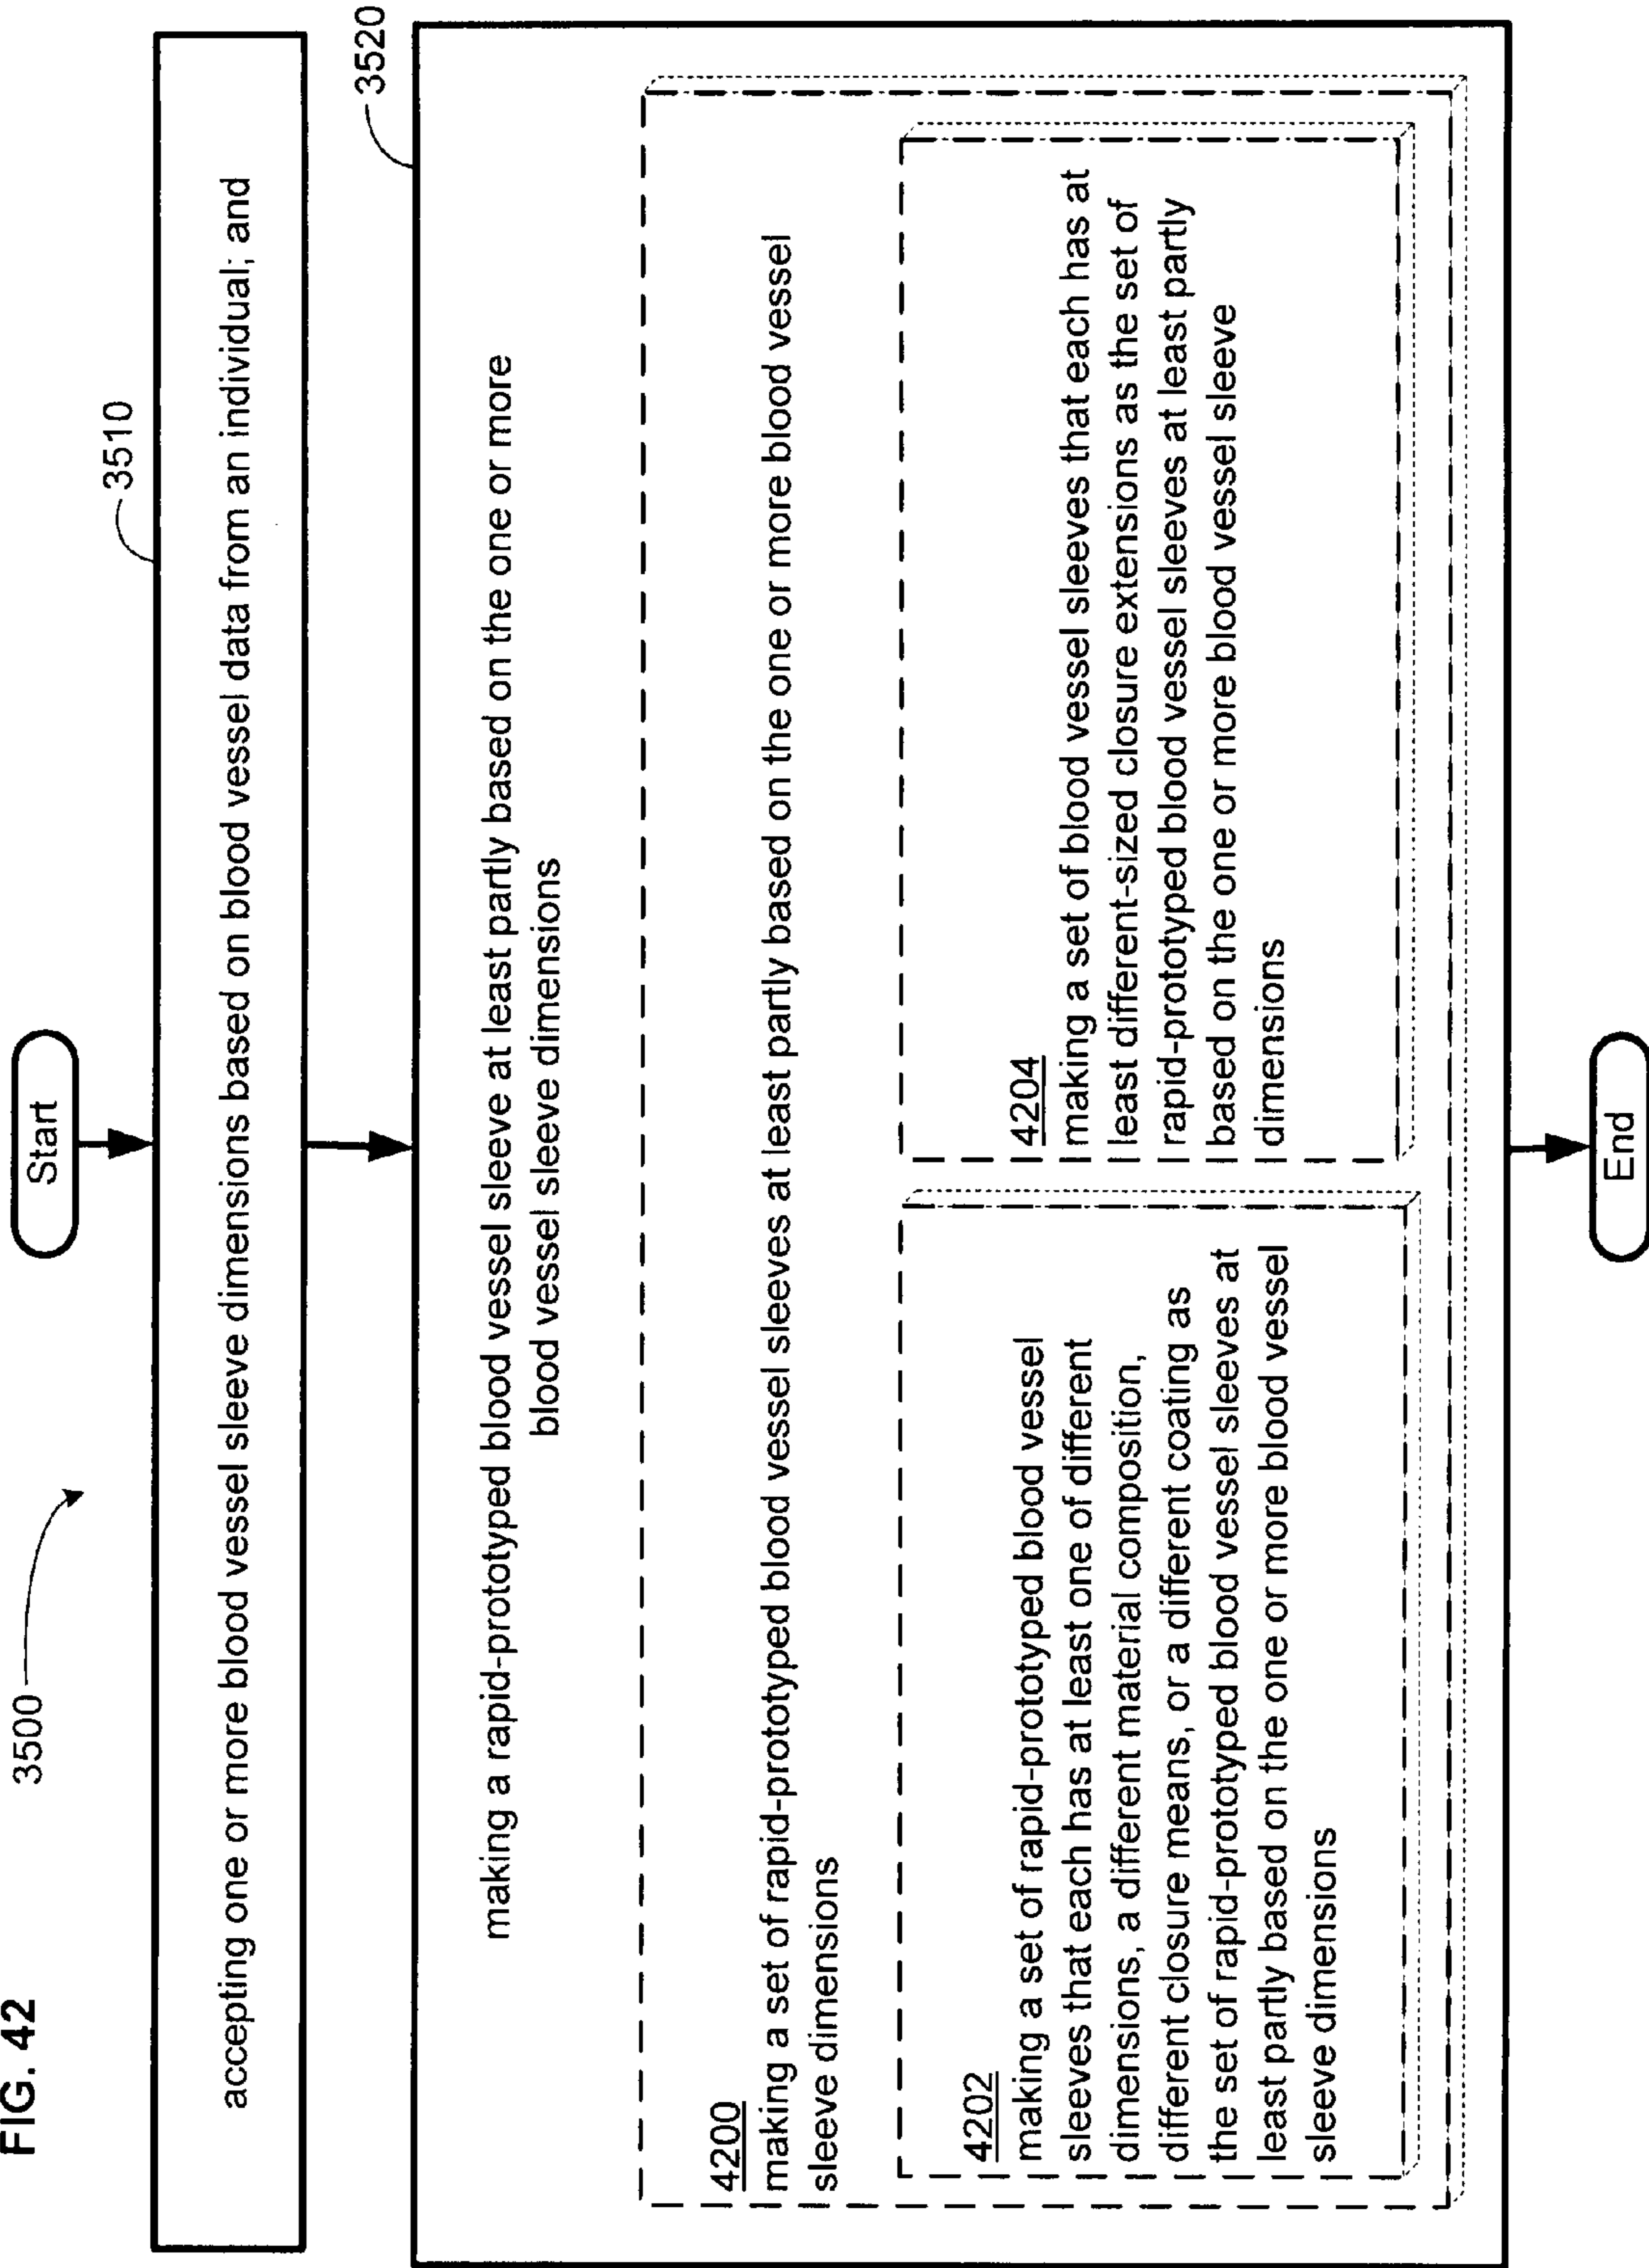 FIG. 42
3500
Start
3510
accepting one or more blood vessel sleeve dimensions based on blood vessel data from an individual; and
3520
making a rapid-prototyped blood vessel sleeve at least partly based on the one or more
blood vessel sleeve dimensions
4200
making a set of rapid-prototyped blood vessel sleeves at least partly based on the one or more blood vessel
sleeve dimensions
4202
making a set of rapid-prototyped blood vessel
sleeves that each has at least one of different
dimensions, a different material composition,
different closure means, or a different coating as
the set of rapid-prototyped blood vessel sleeves at
least partly based on the one or more blood vessel
sleeve dimensions
4204
making a set of blood vessel sleeves that each has at
least different-sized closure extensions as the set of
rapid-prototyped blood vessel sleeves at least partly
based on the one or more blood vessel sleeve
dimensions
End